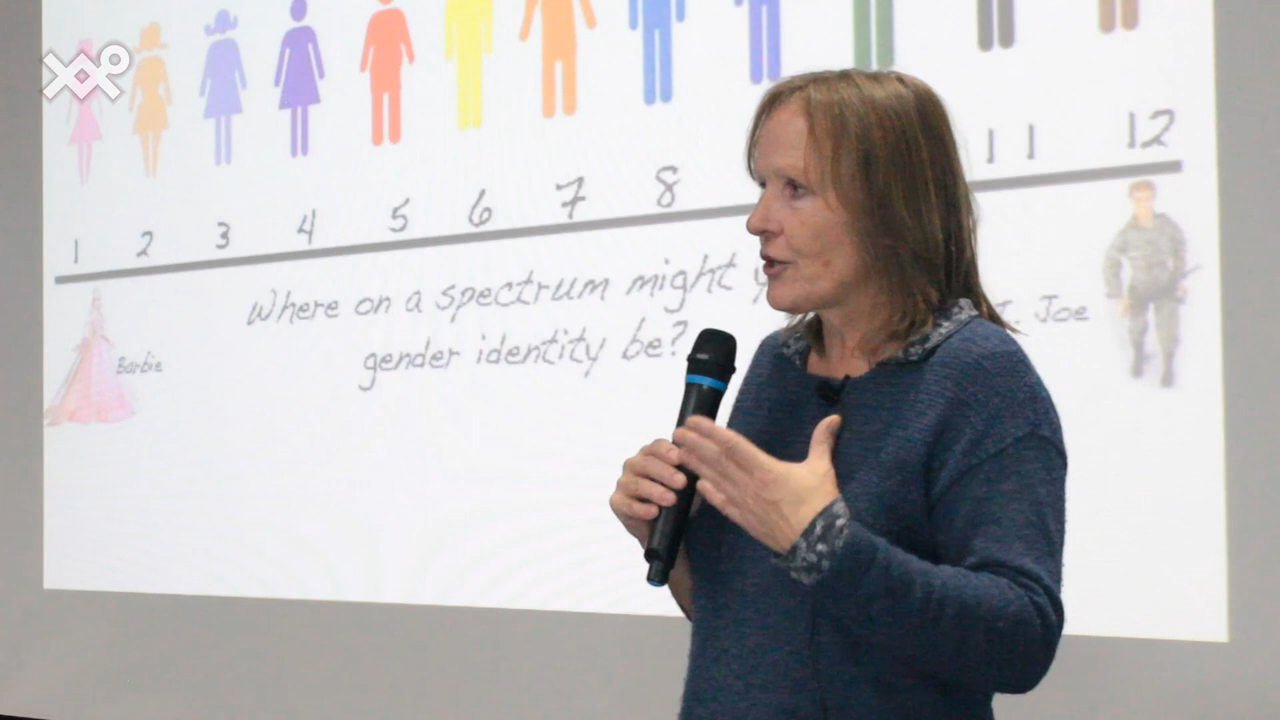 1 2 3 4 5 6 7 8 11 12
Where on a spectrum might
gender identity be?
Barbie
Joe